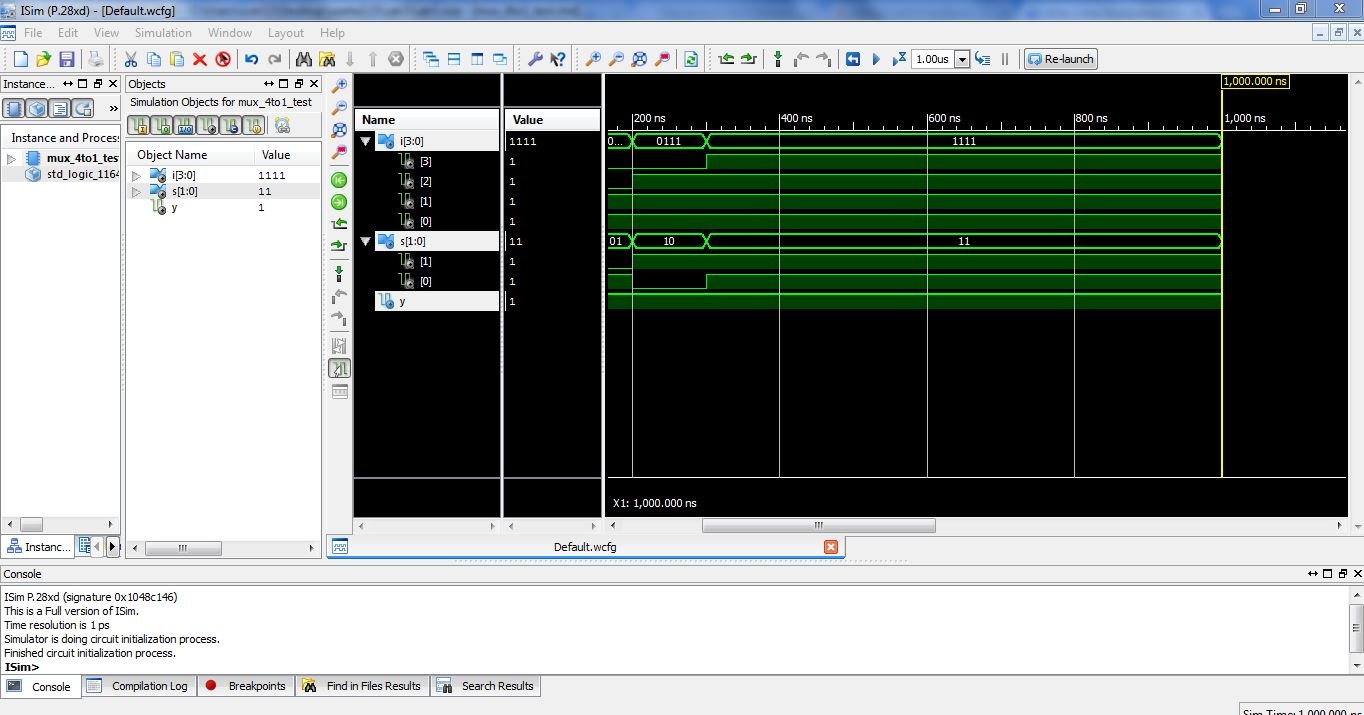 ISim (P.28xd) - [Default.wcfg]
File Edit View Simulation Window Layout Help
1.00us Re-launch
Instance...
Objects
Simulation Objects for mux_4to1_test
Instance and Proces
mux_4to1_tes
std_logic_1164
Object Name Value
i[3:0] 1111
s[1:0] 11
y 1
Name Value
i[3:0] 1111
[3] 1
[2] 1
[1] 1
[0] 1
s[1:0] 11
[1] 1
[0] 1
y 1
1,000.000 ns
200 ns 400 ns 600 ns 800 ns 1,000 ns
0... 0111 1111
01 10 11
X1: 1,000.000 ns
Instanc...
Default.wcfg
Console
ISim P.28xd (signature 0x1048c146)
This is a Full version of ISim.
Time resolution is 1 ps
Simulator is doing circuit initialization process.
Finished circuit initialization process.
ISim>
Console Compilation Log Breakpoints Find in Files Results Search Results
Sim Time: 1,000.000 ns